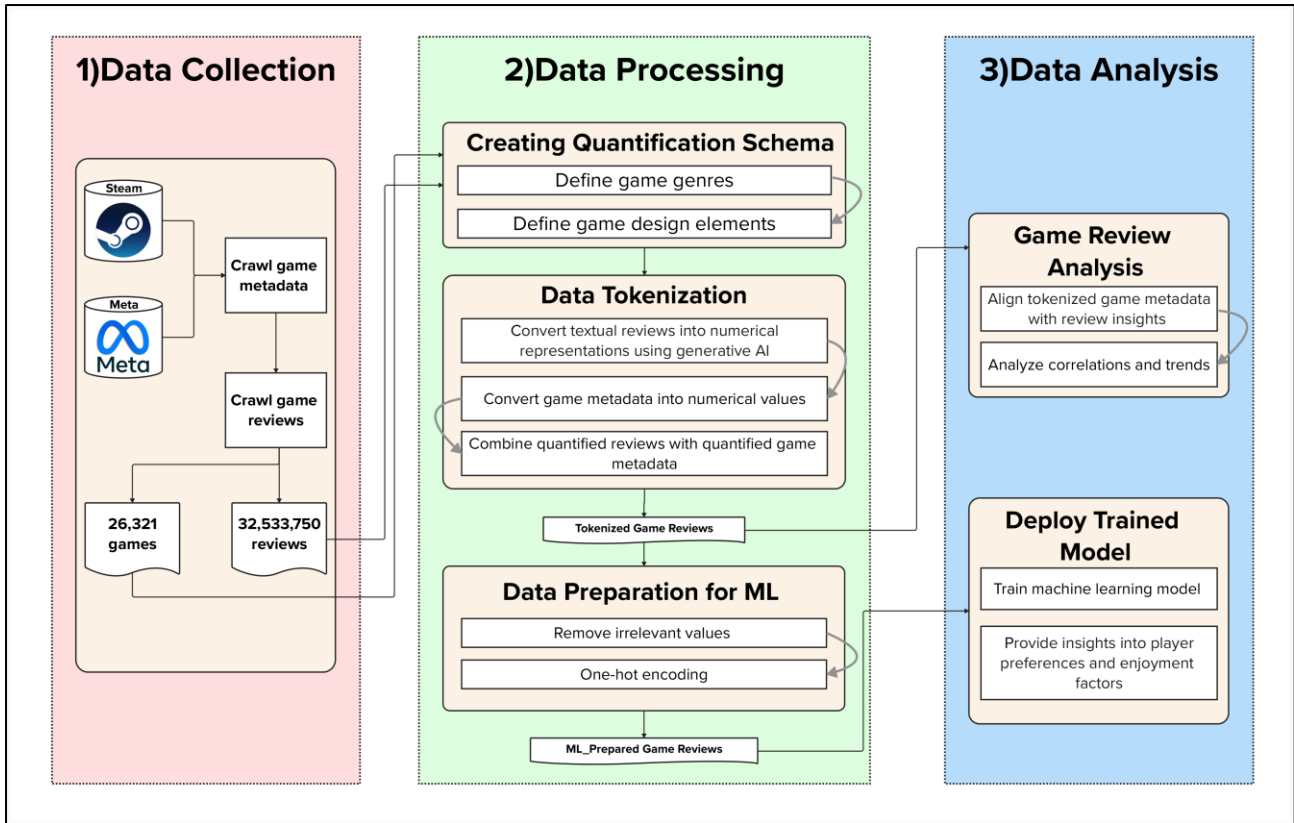 1)Data Collection
Steam
Meta
Meta
Crawl game
metadata
Crawl game
reviews
26,321
games
32,533,750
reviews
2)Data Processing
Creating Quantification Schema
Define game genres
Define game design elements
Data Tokenization
Convert textual reviews into numerical
representations using generative AI
Convert game metadata into numerical values
Combine quantified reviews with quantified game
metadata
Tokenized Game Reviews
Data Preparation for ML
Remove irrelevant values
One-hot encoding
ML_Prepared Game Reviews
3)Data Analysis
Game Review
Analysis
Align tokenized game metadata
with review insights
Analyze correlations and trends
Deploy Trained
Model
Train machine learning model
Provide insights into player
preferences and enjoyment
factors